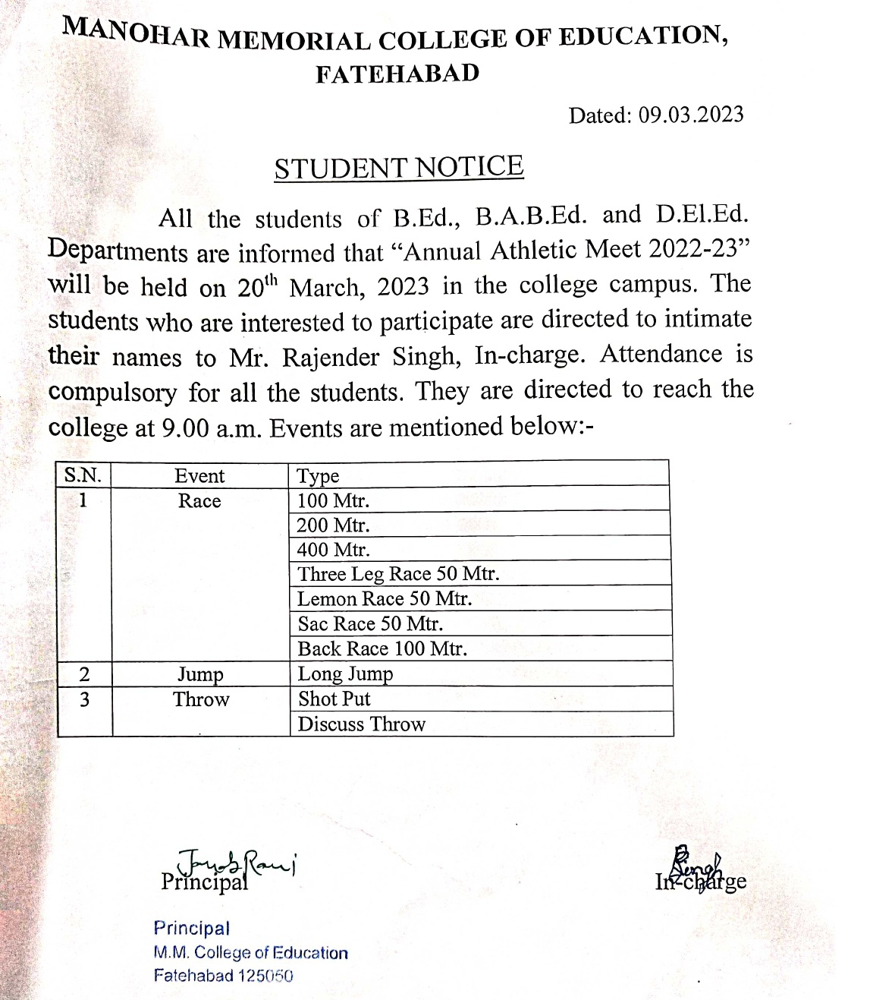 MANOHAR MEMORIAL COLLEGE OF EDUCATION,
FATEHABAD
Dated: 09.03.2023
STUDENT NOTICE
All the students of B.Ed., B.A.B.Ed. and D.El.Ed.
Departments are informed that “Annual Athletic Meet 2022-23”
will be held on 20th March, 2023 in the college campus. The
students who are interested to participate are directed to intimate
their names to Mr. Rajender Singh, In-charge. Attendance is
compulsory for all the students. They are directed to reach the
college at 9.00 a.m. Events are mentioned below:-
S.N. Event Type
1 Race 100 Mtr.
200 Mtr.
400 Mtr.
Three Leg Race 50 Mtr.
Lemon Race 50 Mtr.
Sac Race 50 Mtr.
Back Race 100 Mtr.
2 Jump Long Jump
3 Throw Shot Put
Discuss Throw
Singh
Principal In-charge
Principal
M.M. College of Education
Fatehabad 125050